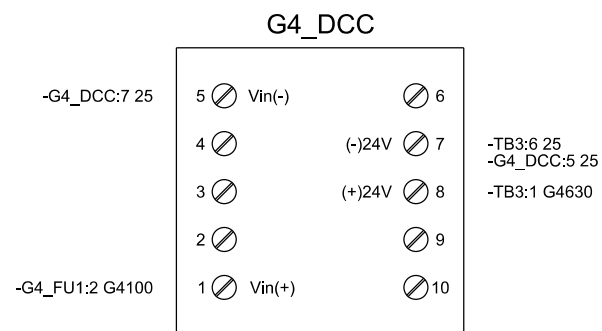 G4_DCC
-G4_DCC:7 25 5 Vin(-) 6
4 (-)24V 7 -TB3:6 25
-G4_DCC:5 25
3 (+)24V 8 -TB3:1 G4630
2 9
-G4_FU1:2 G4100 1 Vin(+) 10